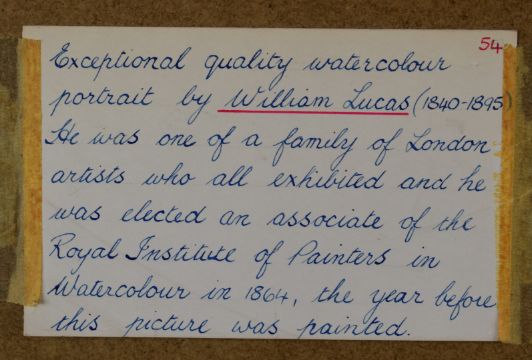 54
Exceptional quality watercolour
portrait by William Lucas (1840-1895)
He was one of a family of London
artists who all exhibited and he
was elected an associate of the
Royal Institute of Painters in
Watercolour in 1864, the year before
this picture was painted.